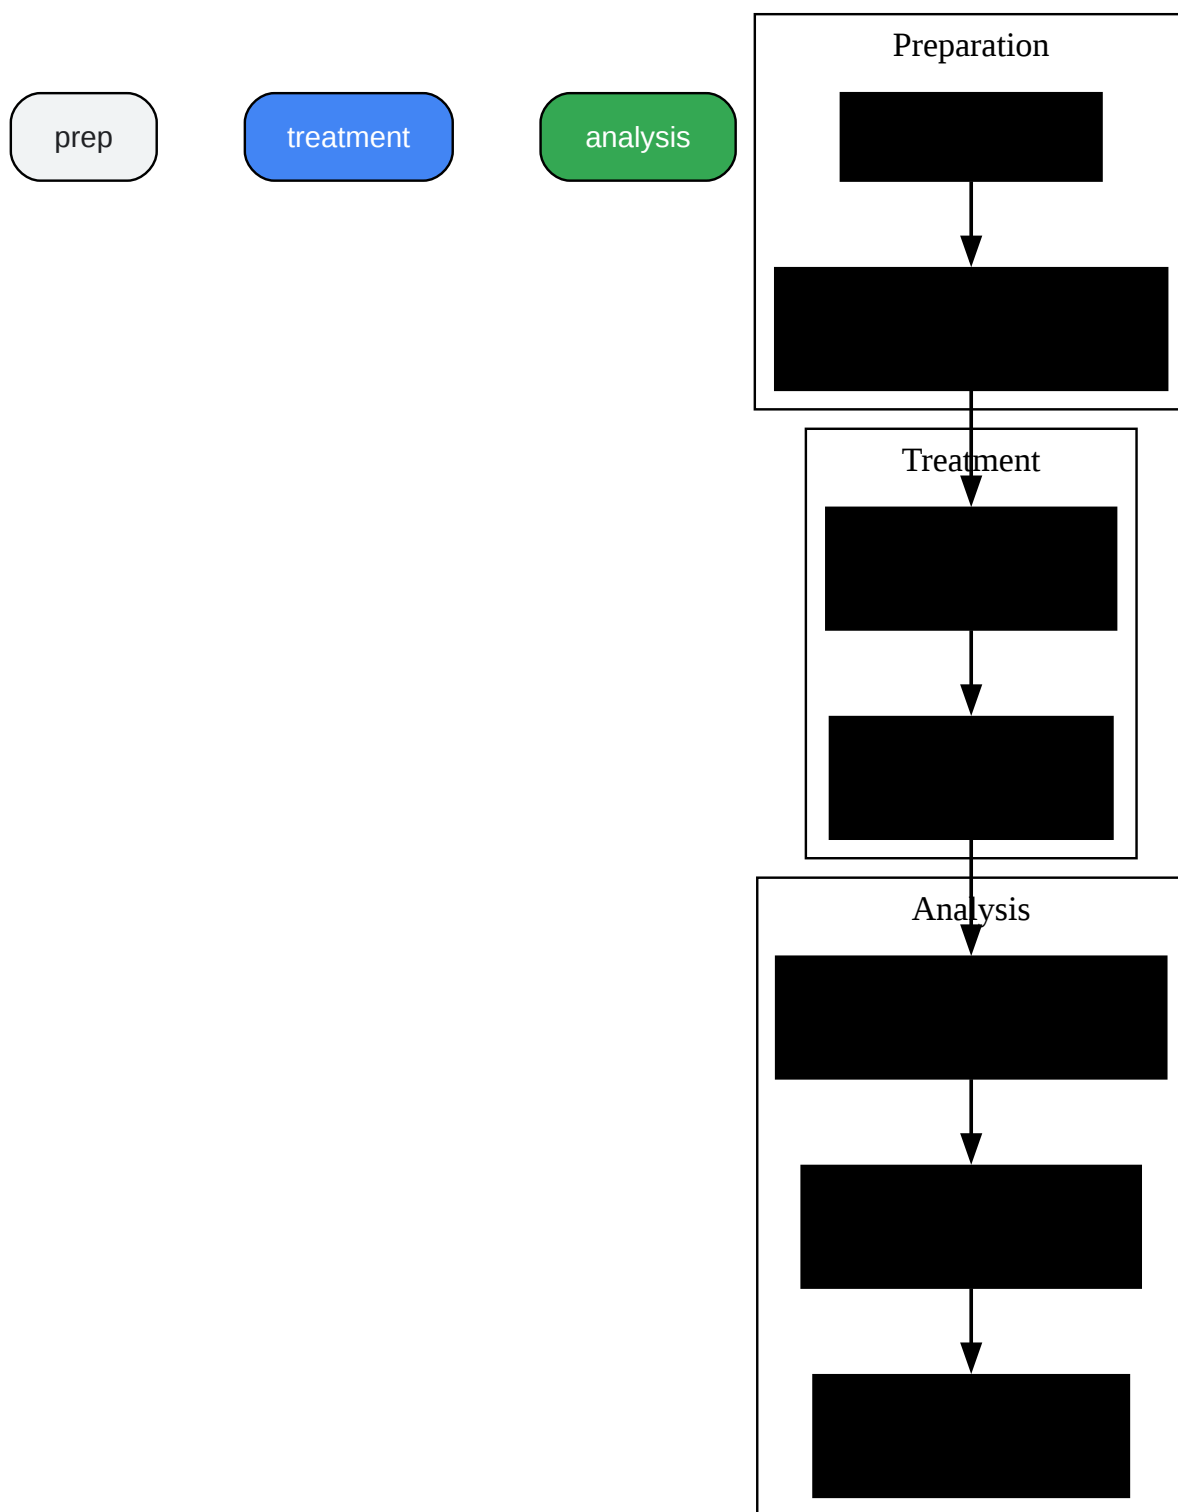 Preparation
prep
treatment
analysis
Treatment
Analysis